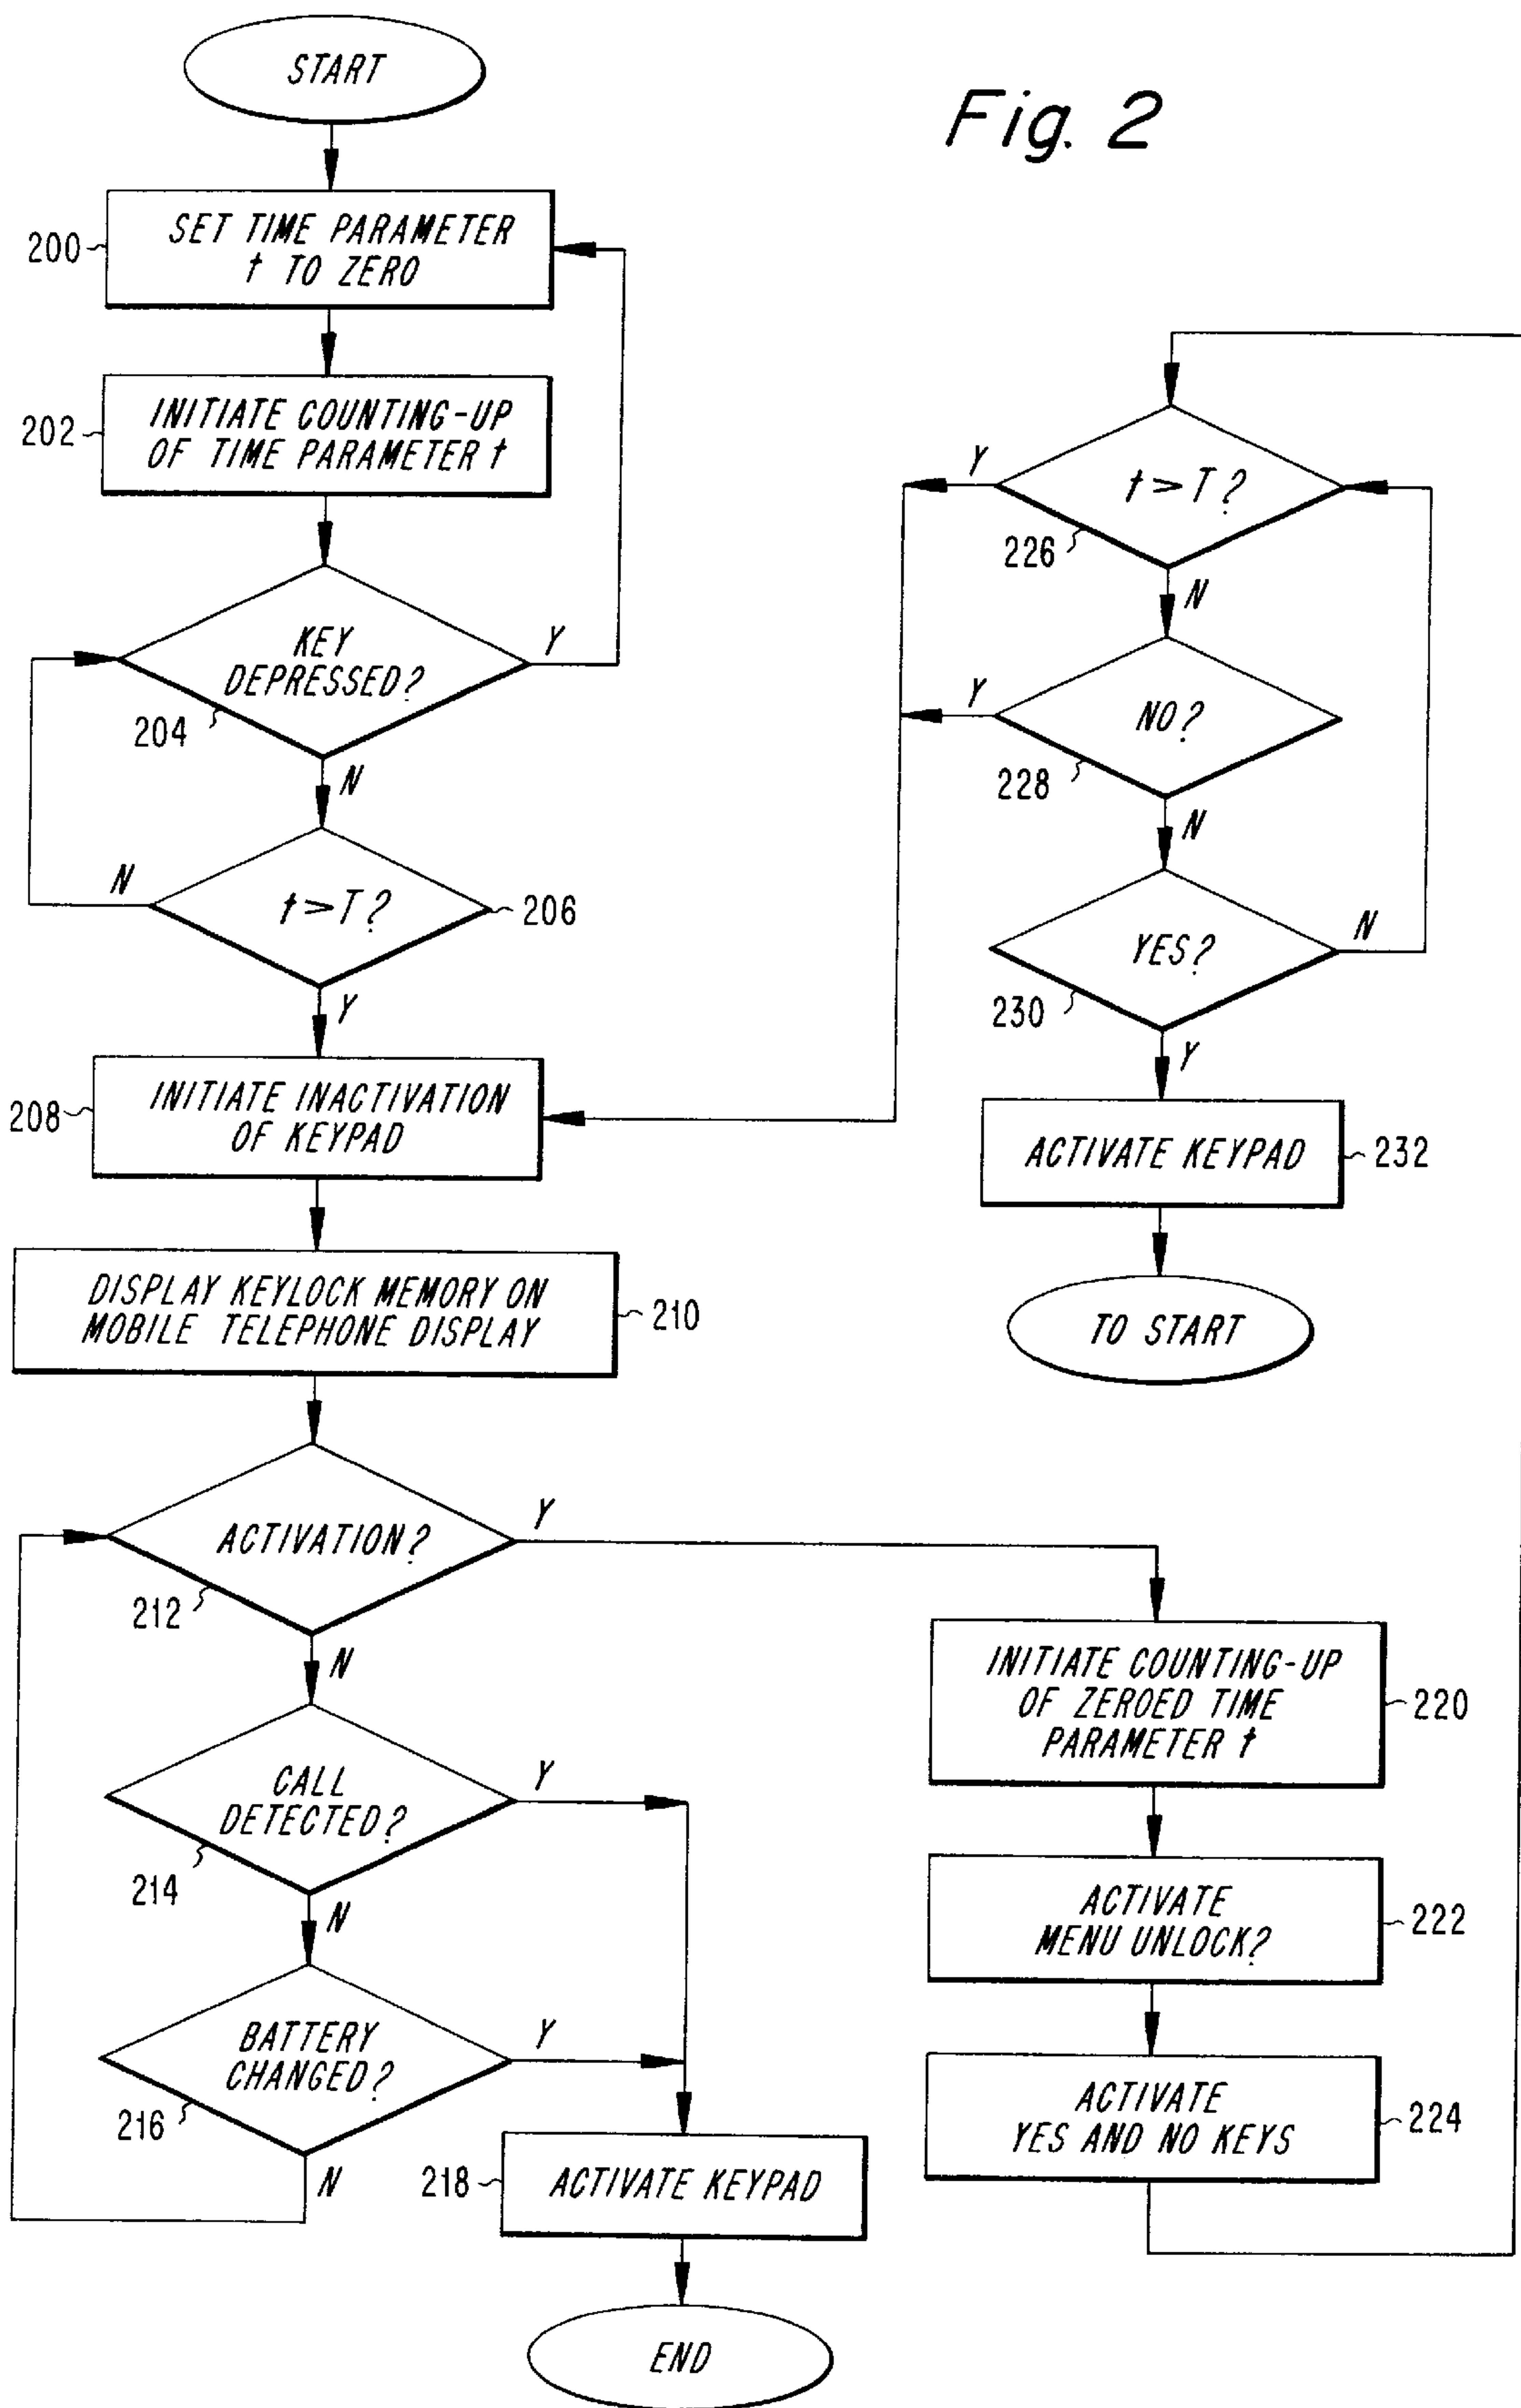 START
Fig. 2
200
SET TIME PARAMETER
t TO ZERO
202
INITIATE COUNTING-UP
OF TIME PARAMETER t
KEY
DEPRESSED?
Y
204
N
t > T?
N
206
Y
208
INITIATE INACTIVATION
OF KEYPAD
DISPLAY KEYLOCK MEMORY ON
MOBILE TELEPHONE DISPLAY
210
ACTIVATION?
Y
212
N
CALL
DETECTED?
Y
214
N
BATTERY
CHANGED?
Y
216
N
218
ACTIVATE KEYPAD
END
INITIATE COUNTING-UP
OF ZEROED TIME
PARAMETER t
220
ACTIVATE
MENU UNLOCK?
222
ACTIVATE
YES AND NO KEYS
224
Y
t > T?
226
N
Y
NO?
228
N
YES?
N
230
Y
ACTIVATE KEYPAD
232
TO START